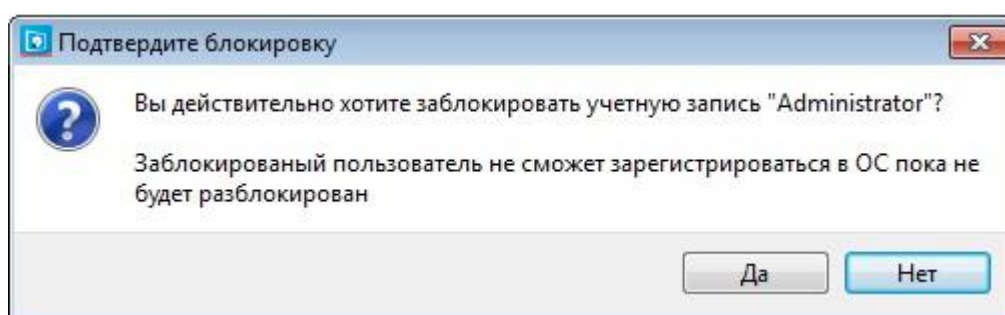 Подтвердите блокировку
Вы действительно хотите заблокировать учетную запись "Administrator"?
Заблокированый пользователь не сможет зарегистрироваться в ОС пока не
будет разблокирован
Да
Нет